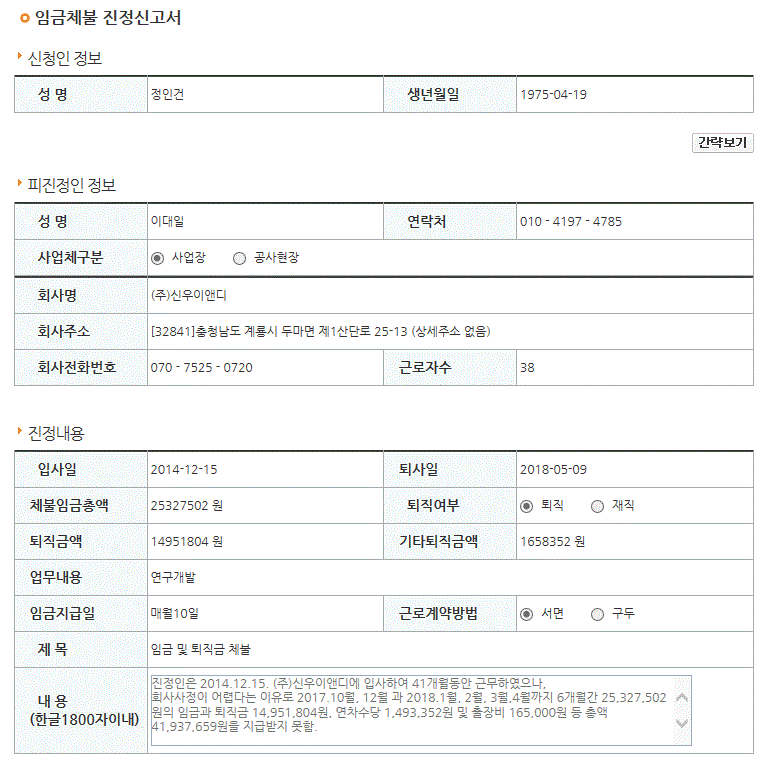 임금체불 진정신고서
신청인 정보
성 명 정인건 생년월일 1975-04-19
간략보기
피진정인 정보
성 명 이대일 연락처 010 - 4197 - 4785
사업체구분 사업장 공사현장
회사명 (주)신우이앤디
회사주소 [32841]충청남도 계룡시 두마면 제1산단로 25-13 (상세주소 없음)
회사전화번호 070 - 7525 - 0720 근로자수 38
진정내용
입사일 2014-12-15 퇴사일 2018-05-09
체불임금총액 25327502 원 퇴직여부 퇴직 재직
퇴직금액 14951804 원 기타퇴직금액 1658352 원
업무내용 연구개발
임금지급일 매월10일 근로계약방법 서면 구두
제 목 임금 및 퇴직금 체불
내 용
(한글1800자이내)
진정인은 2014.12.15. (주)신우이앤디에 입사하여 41개월동안 근무하였으나,
회사사정이 어렵다는 이유로 2017.10월, 12월 과 2018.1월, 2월, 3월,4월까지 6개월간 25,327,502
원의 임금과 퇴직금 14,951,804원, 연차수당 1,493,352원 및 출장비 165,000원 등 총액
41,937,659원을 지급받지 못함.